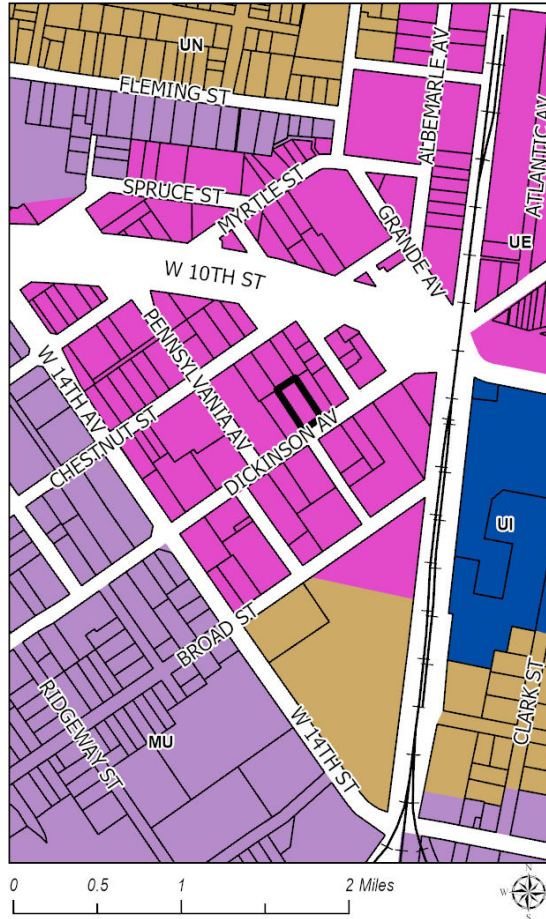 UN
FLEMING ST
ALBEMARLE AV
ATLANTIC AV
SPRUCE ST
MYRTLE ST
GRANDE AV
UE
W 10TH ST
PENNSYLVANIA AV
W 14TH AV
CHESTNUT ST
DICKINSON AV
UI
BROAD ST
CLARK ST
RIDGEWAY ST
MU
W 14TH ST
0 0.5 1 2 Miles
N
W E
S